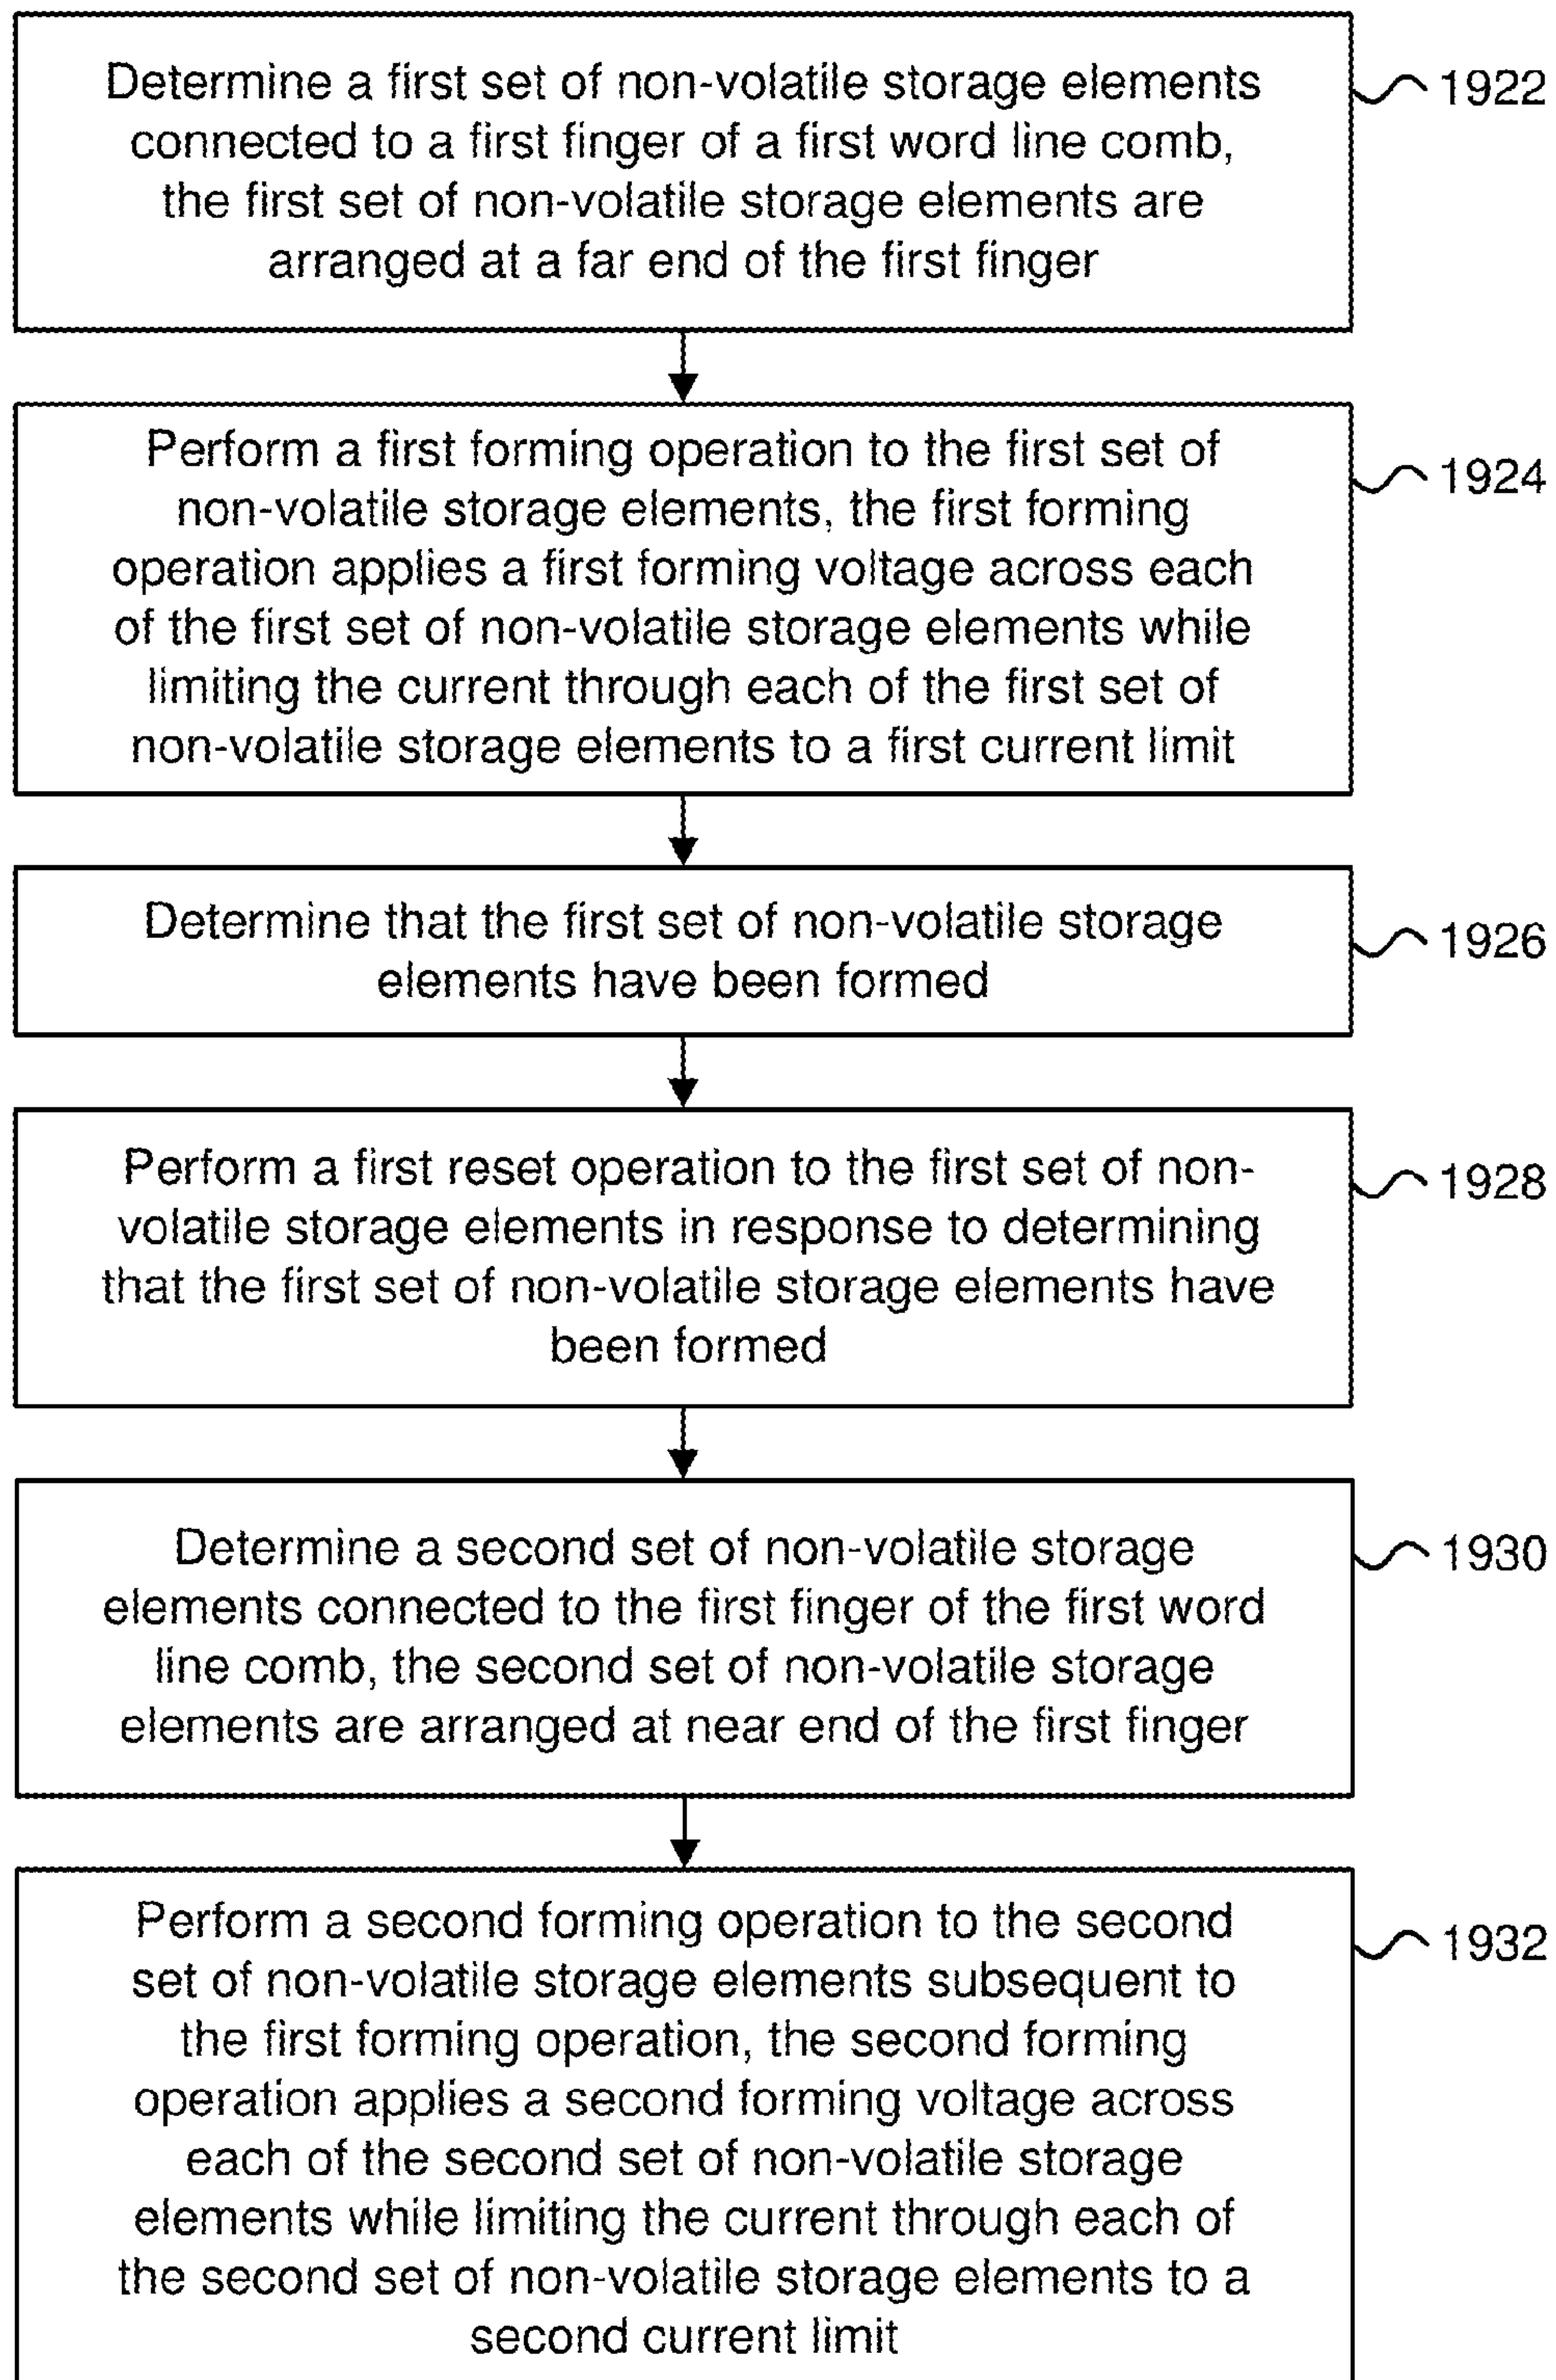 Determine a first set of non-volatile storage elements
connected to a first finger of a first word line comb,
the first set of non-volatile storage elements are
arranged at a far end of the first finger
1922
Perform a first forming operation to the first set of
non-volatile storage elements, the first forming
operation applies a first forming voltage across each
of the first set of non-volatile storage elements while
limiting the current through each of the first set of
non-volatile storage elements to a first current limit
1924
Determine that the first set of non-volatile storage
elements have been formed
1926
Perform a first reset operation to the first set of non-
volatile storage elements in response to determining
that the first set of non-volatile storage elements have
been formed
1928
Determine a second set of non-volatile storage
elements connected to the first finger of the first word
line comb, the second set of non-volatile storage
elements are arranged at near end of the first finger
1930
Perform a second forming operation to the second
set of non-volatile storage elements subsequent to
the first forming operation, the second forming
operation applies a second forming voltage across
each of the second set of non-volatile storage
elements while limiting the current through each of
the second set of non-volatile storage elements to a
second current limit
1932